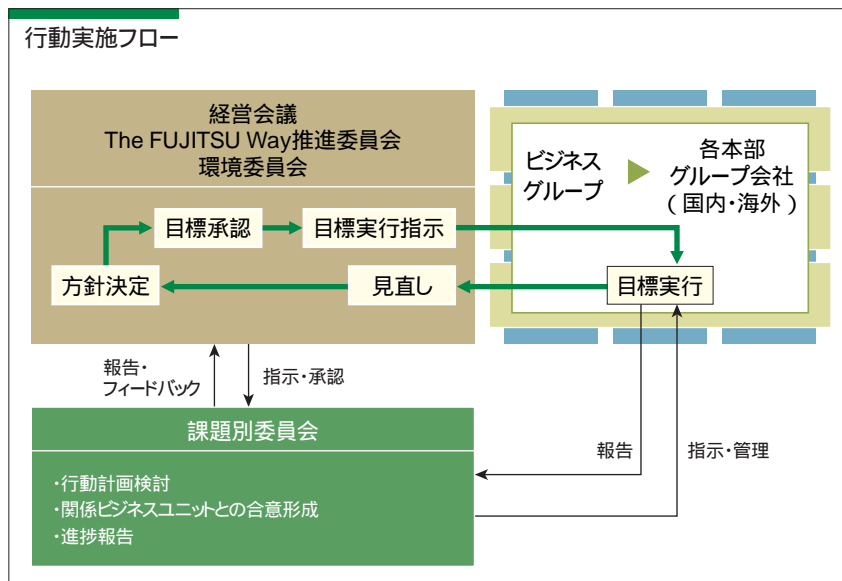 行動実施フロー
経営会議
The FUJITSU Way推進委員会
環境委員会
ビジネス
グループ
各本部
グループ会社
(国内・海外)
目標承認
目標実行指示
方針決定
見直し
目標実行
報告・
フィードバック
指示・承認
課題別委員会
・行動計画検討
・関係ビジネスユニットとの合意形成
・進捗報告
報告
指示・管理